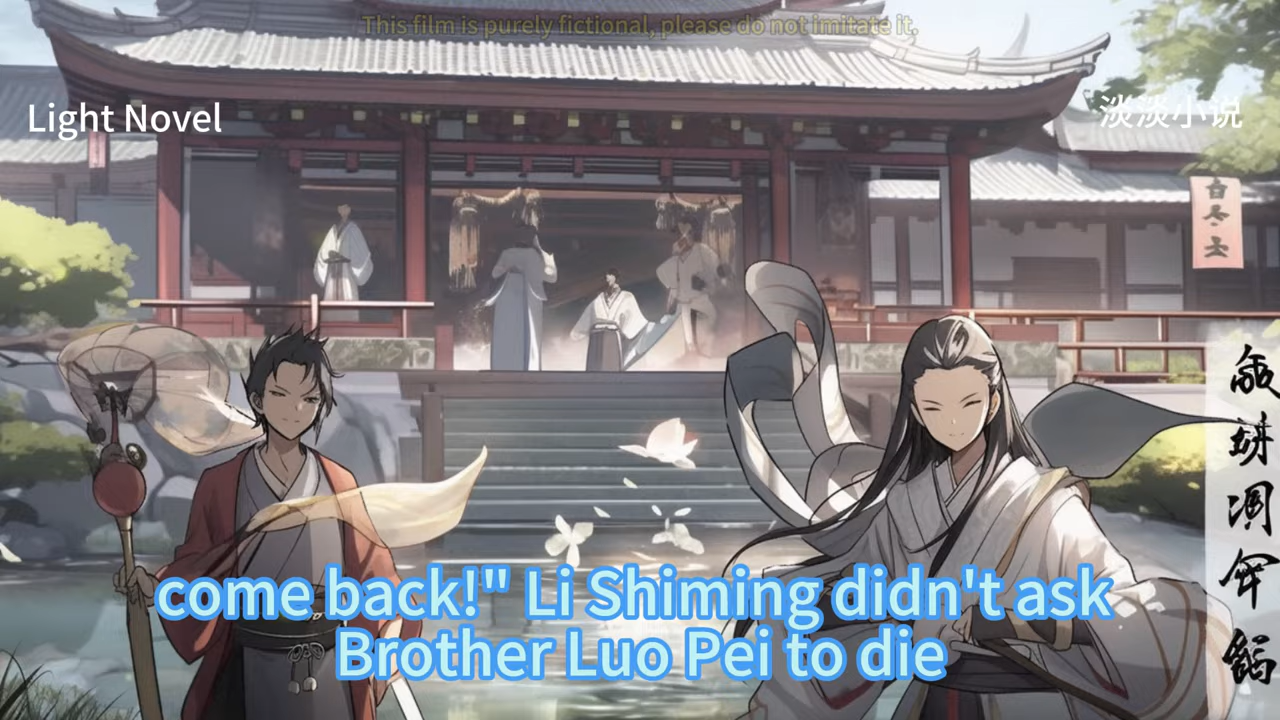 This film is purely fictional, please do not imitate it.
Light Novel
淡淡小说
come back!" Li Shiming didn't ask
Brother Luo Pei to die